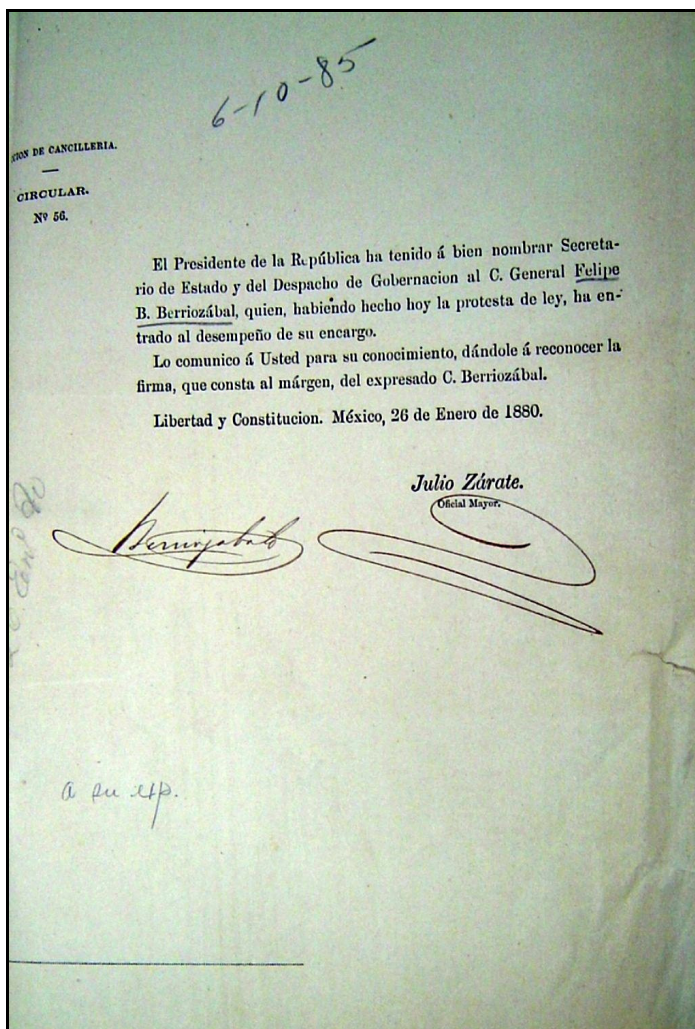 6-10-85
CION DE CANCILLERIA.
CIRCULAR.
Nº 56.
El Presidente de la República ha tenido á bien nombrar Secreta-
rio de Estado y del Despacho de Gobernacion al C. General Felipe
B. Berriozábal, quien, habiendo hecho hoy la protesta de ley, ha en-
trado al desempeño de su encargo.
Lo comunico á Usted para su conocimiento, dándole á reconocer la
firma, que consta al márgen, del expresado C. Berriozábal.
Libertad y Constitucion. México, 26 de Enero de 1880.
Julio Zárate.
Oficial Mayor.
Berriozabal
a su exp.